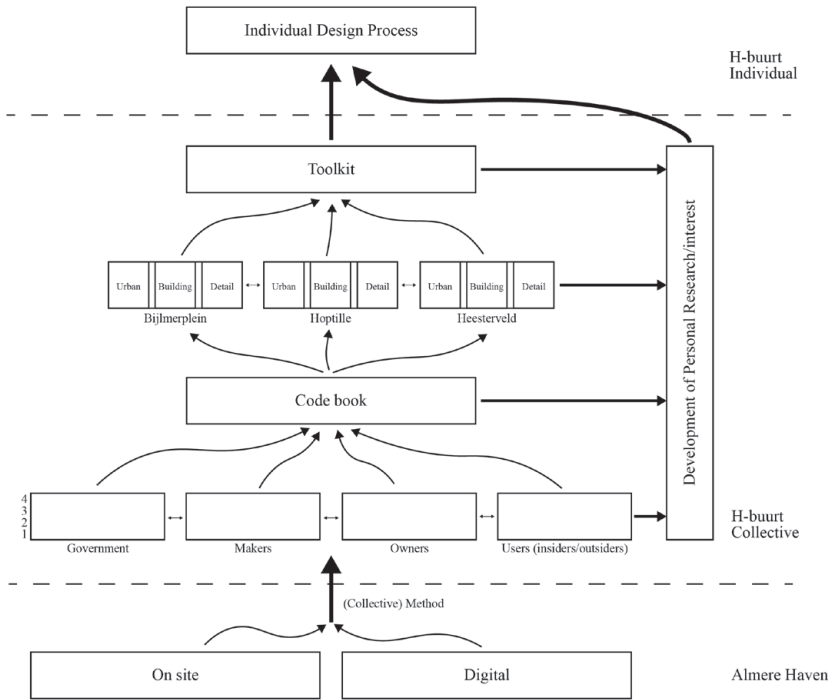 Individual Design Process
H-buurt
Individual
Toolkit
Urban Building Detail
Urban Building Detail
Urban Building Detail
Bijlmerplein
Hoptille
Heesterveld
Development of Personal Research/interest
Code book
4
3
2
1
Government
Makers
Owners
Users (insiders/outsiders)
H-buurt
Collective
(Collective) Method
On site
Digital
Almere Haven